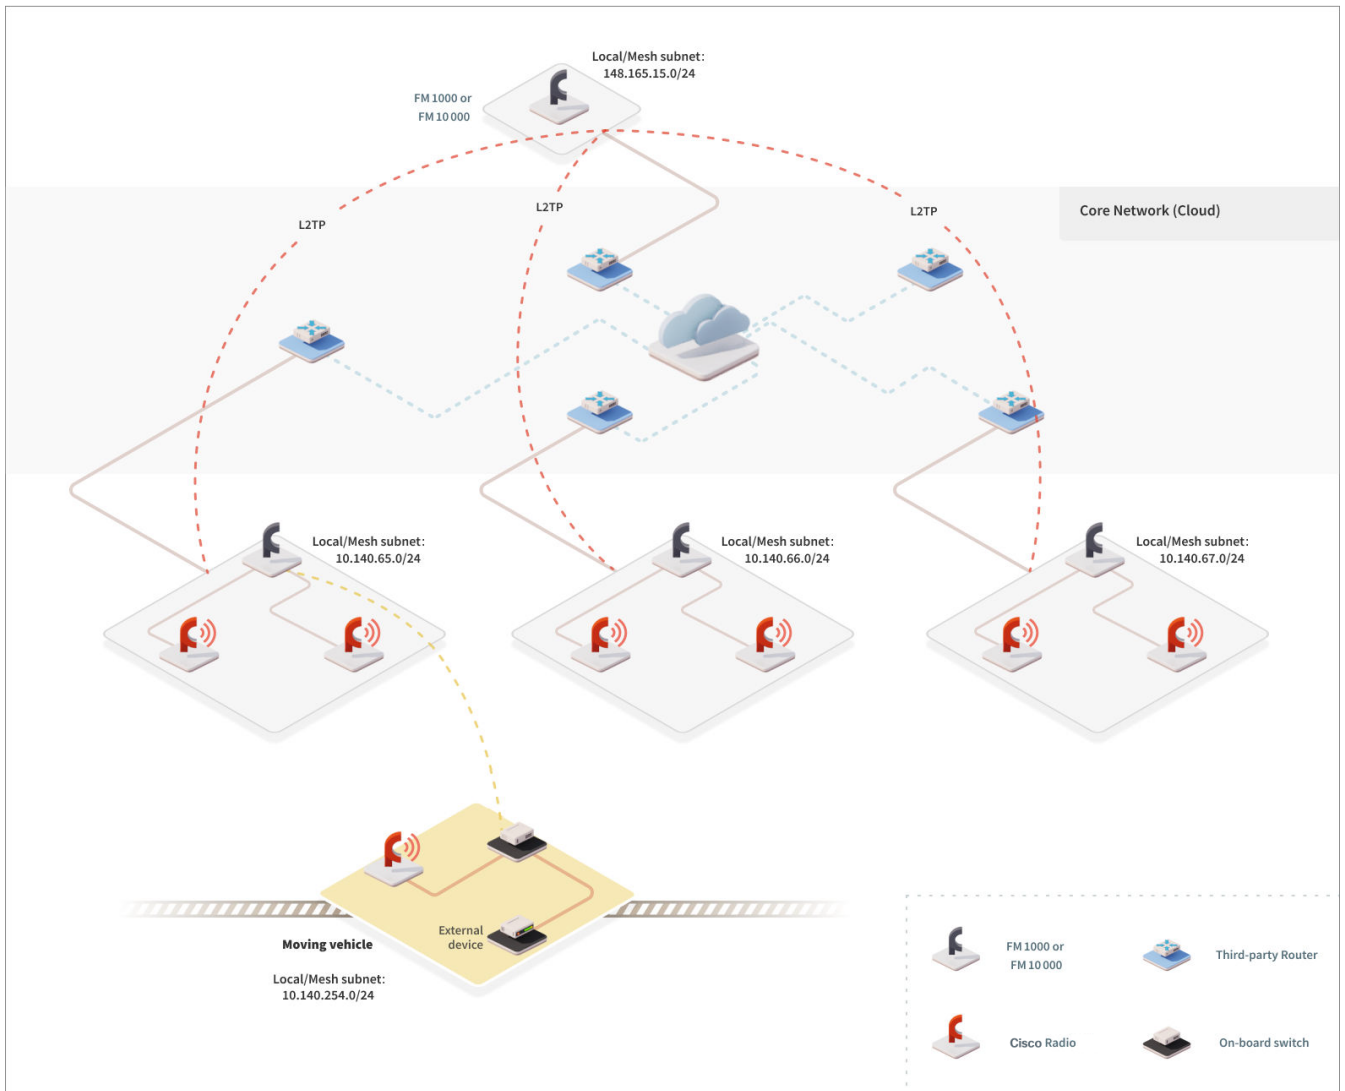 Local/Mesh subnet:
148.165.15.0/24
FM 1000 or
FM 10 000
Core Network (Cloud)
L2TP
L2TP
L2TP
Local/Mesh subnet:
10.140.65.0/24
Local/Mesh subnet:
10.140.66.0/24
Local/Mesh subnet:
10.140.67.0/24
External
device
Moving vehicle
Local/Mesh subnet:
10.140.254.0/24
FM 1000 or
FM 10 000
Third-party Router
Cisco Radio
On-board switch